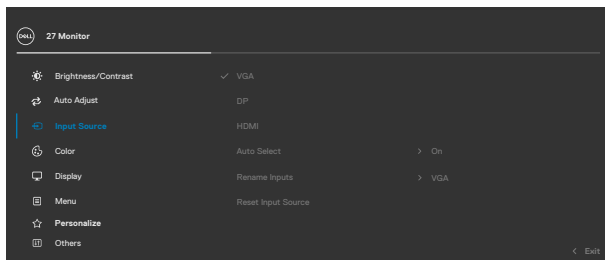 DELL
27 Monitor
Brightness/Contrast VGA
Auto Adjust DP
Input Source HDMI
Color Auto Select On
Display Rename Inputs VGA
Menu Reset Input Source
Personalize
Others
Exit